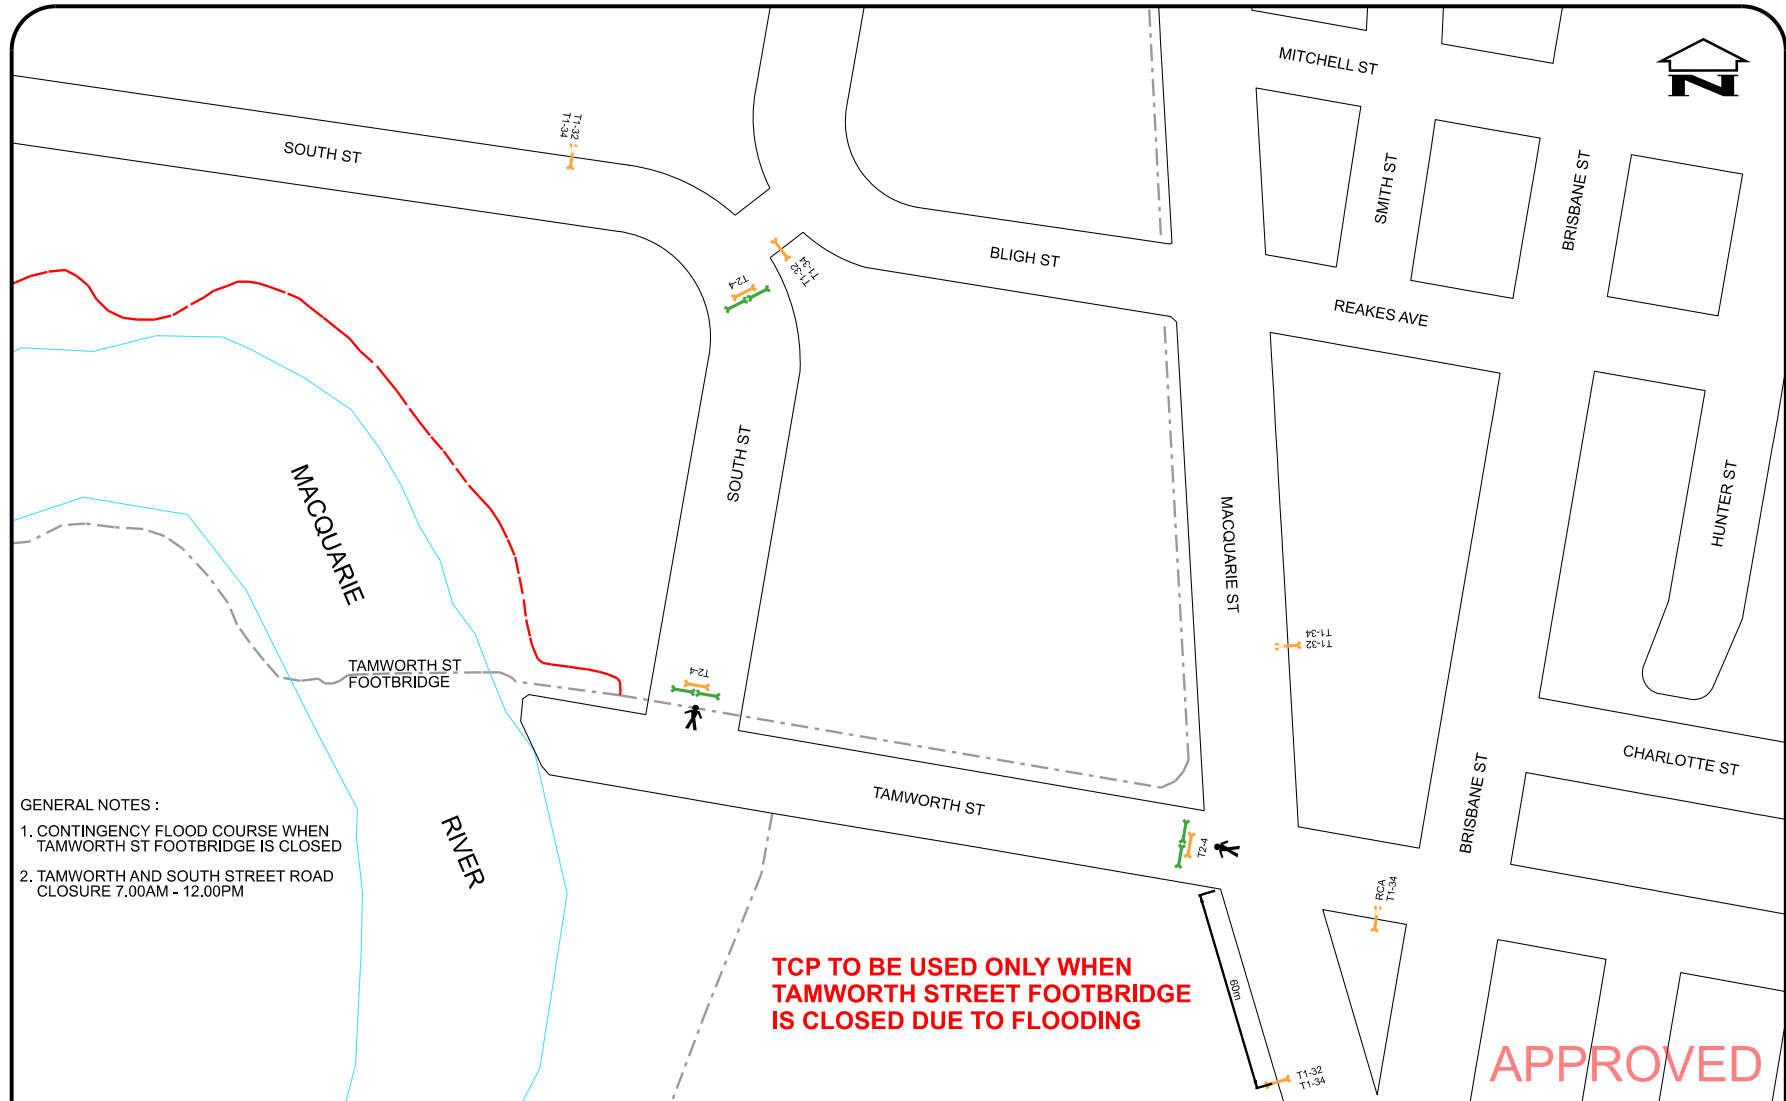 MITCHELL ST
N
T1-32
T1-34
SOUTH ST
SMITH ST
BRISBANE ST
BLIGH ST
T1-34
T1-32
T2-4
REAKES AVE
SOUTH ST
MACQUARIE
HUNTER ST
MACQUARIE ST
T1-32
T1-34
TAMWORTH ST
FOOTBRIDGE
T2-4
CHARLOTTE ST
BRISBANE ST
TAMWORTH ST
GENERAL NOTES :
1. CONTINGENCY FLOOD COURSE WHEN
TAMWORTH ST FOOTBRIDGE IS CLOSED
2. TAMWORTH AND SOUTH STREET ROAD
CLOSURE 7.00AM - 12.00PM
RIVER
T2-4
RCA
T1-34
60m
TCP TO BE USED ONLY WHEN
TAMWORTH STREET FOOTBRIDGE
IS CLOSED DUE TO FLOODING
T1-32
T1-34
APPROVED